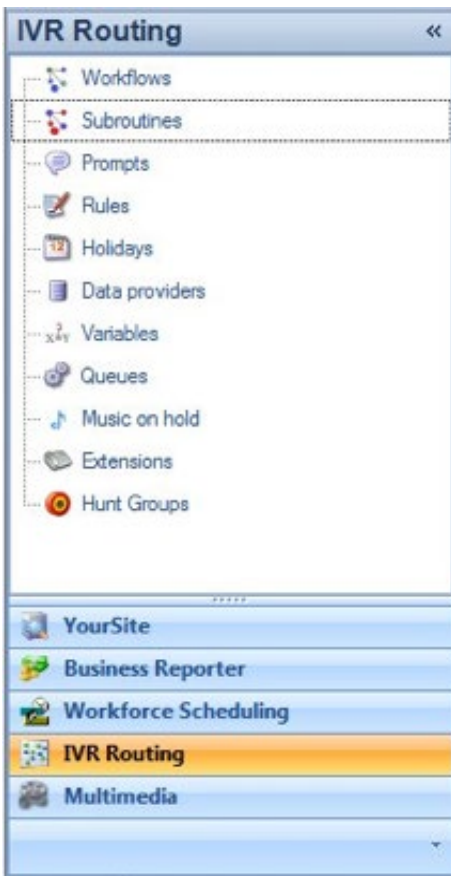 IVR Routing «
Workflows
Subroutines
Prompts
Rules
12 Holidays
Data providers
Variables
Queues
Music on hold
Extensions
Hunt Groups
YourSite
Business Reporter
Workforce Scheduling
IVR Routing
Multimedia